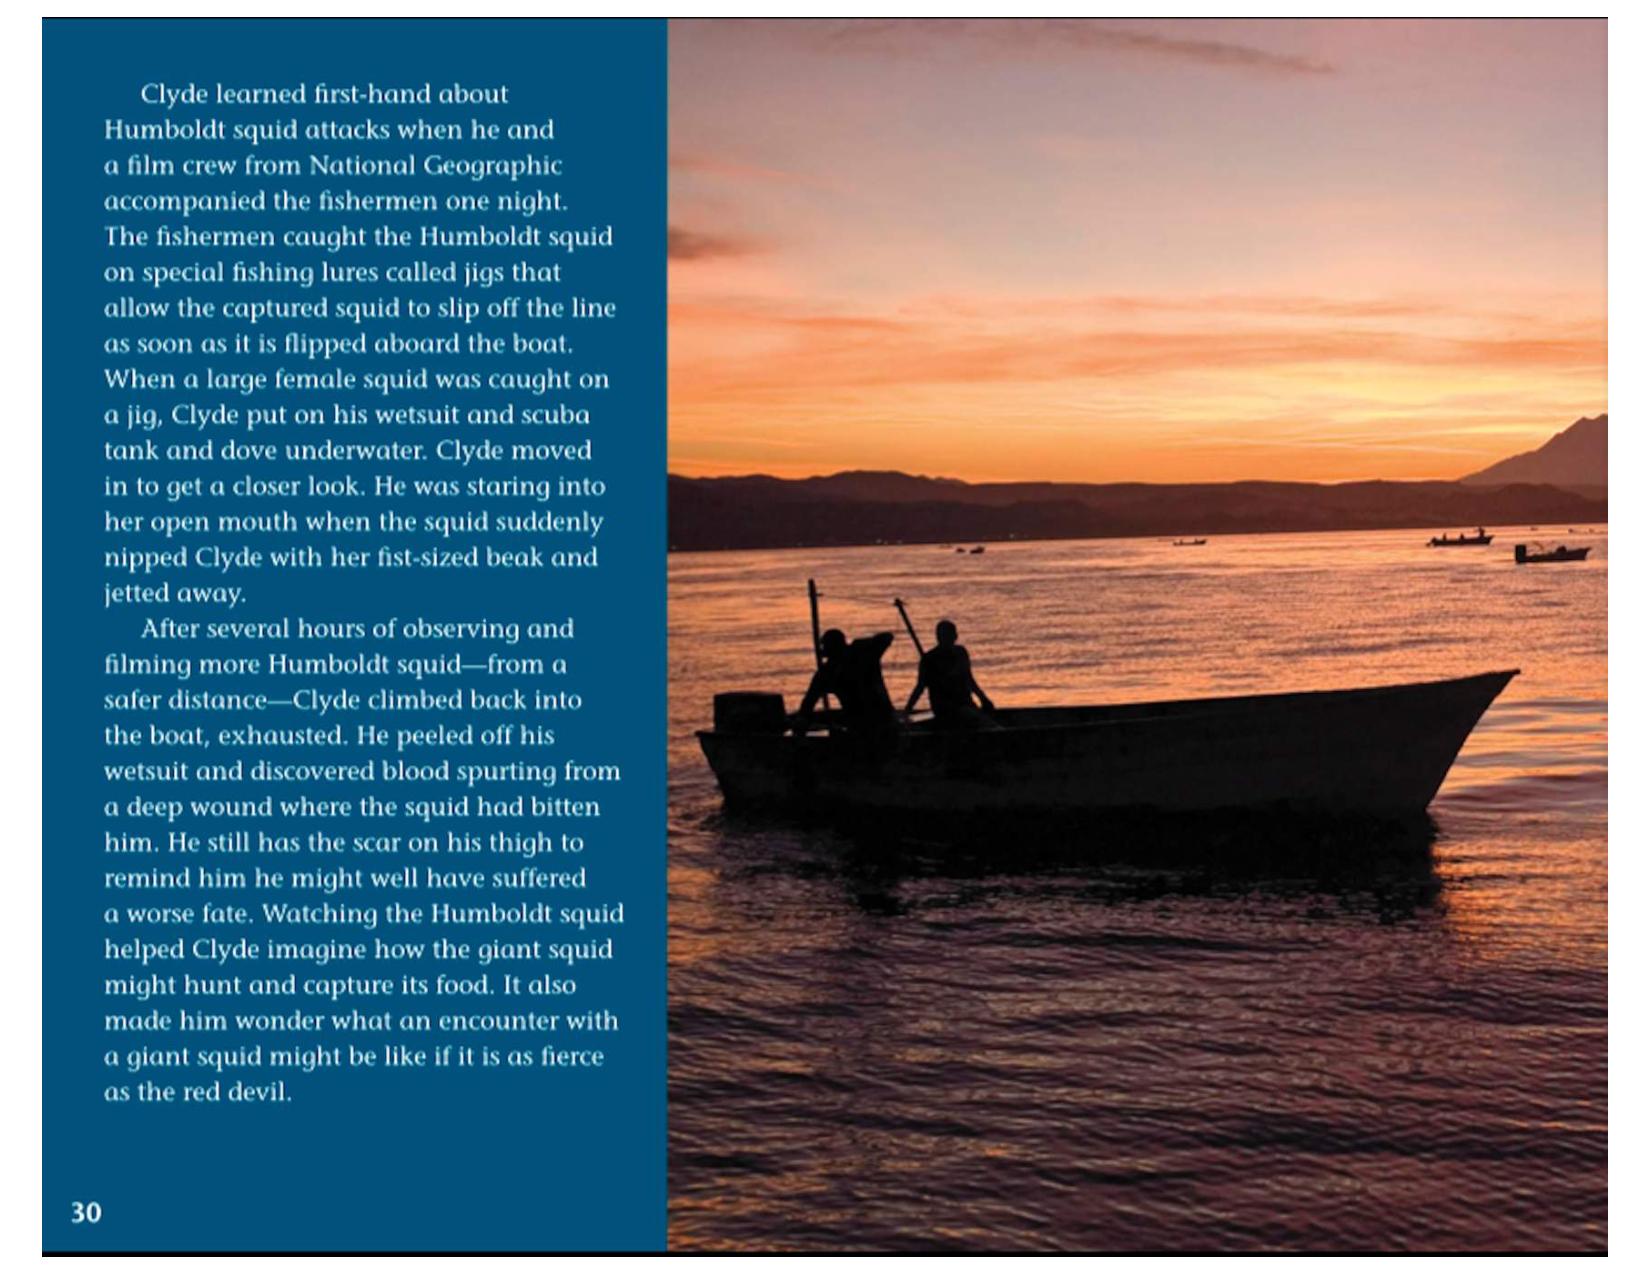 Clyde learned first-hand about
Humboldt squid attacks when he and
a film crew from National Geographic
accompanied the fishermen one night.
The fishermen caught the Humboldt squid
on special fishing lures called jigs that
allow the captured squid to slip off the line
as soon as it is flipped aboard the boat.
When a large female squid was caught on
a jig, Clyde put on his wetsuit and scuba
tank and dove underwater. Clyde moved
in to get a closer look. He was staring into
her open mouth when the squid suddenly
nipped Clyde with her fist-sized beak and
jetted away.
After several hours of observing and
filming more Humboldt squid—from a
safer distance—Clyde climbed back into
the boat, exhausted. He peeled off his
wetsuit and discovered blood spurting from
a deep wound where the squid had bitten
him. He still has the scar on his thigh to
remind him he might well have suffered
a worse fate. Watching the Humboldt squid
helped Clyde imagine how the giant squid
might hunt and capture its food. It also
made him wonder what an encounter with
a giant squid might be like if it is as fierce
as the red devil.
30